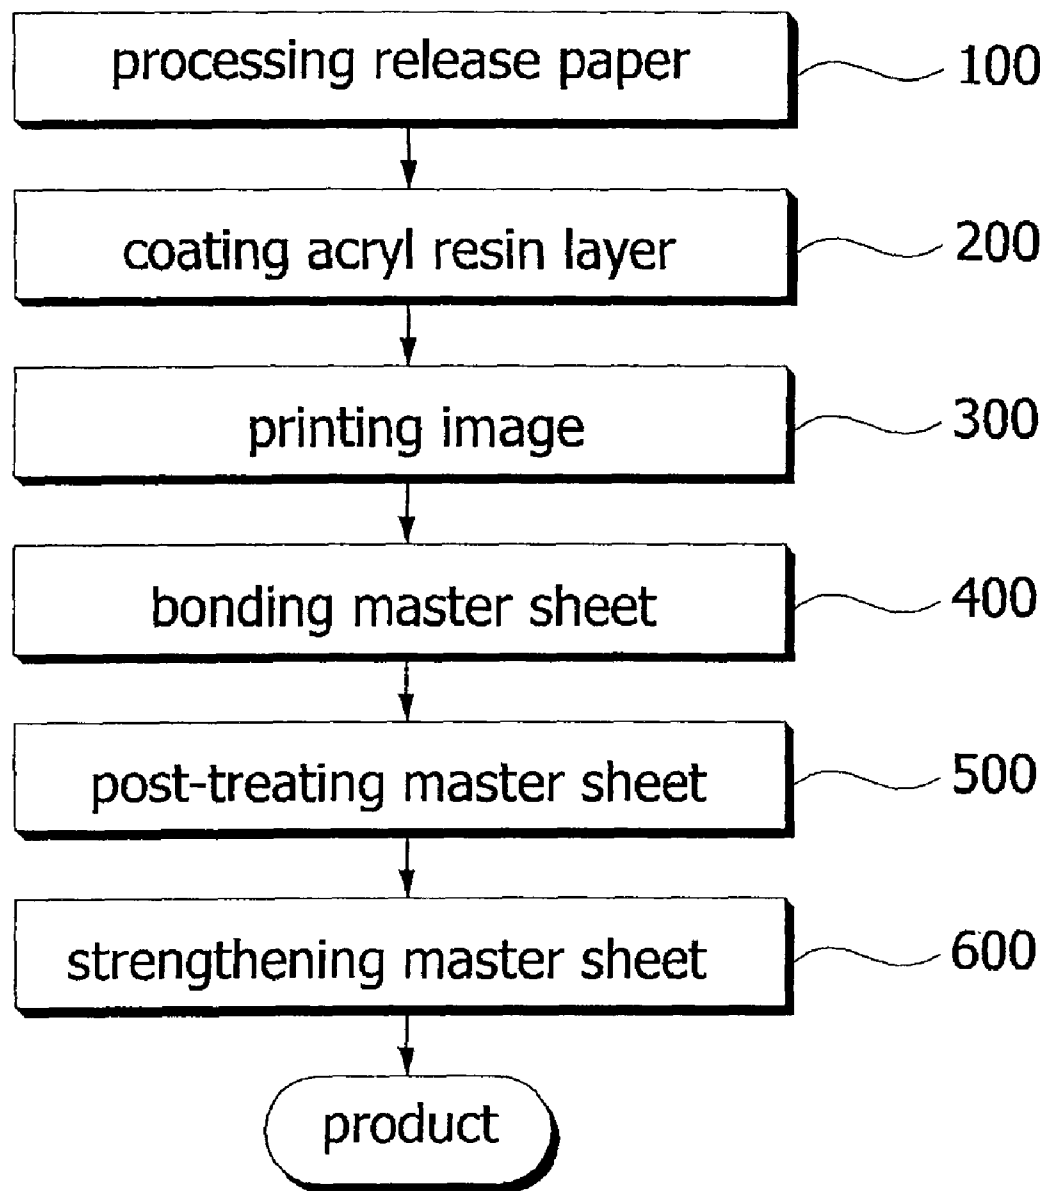 processing release paper 100
coating acryl resin layer 200
printing image 300
bonding master sheet 400
post-treating master sheet 500
strengthening master sheet 600
product